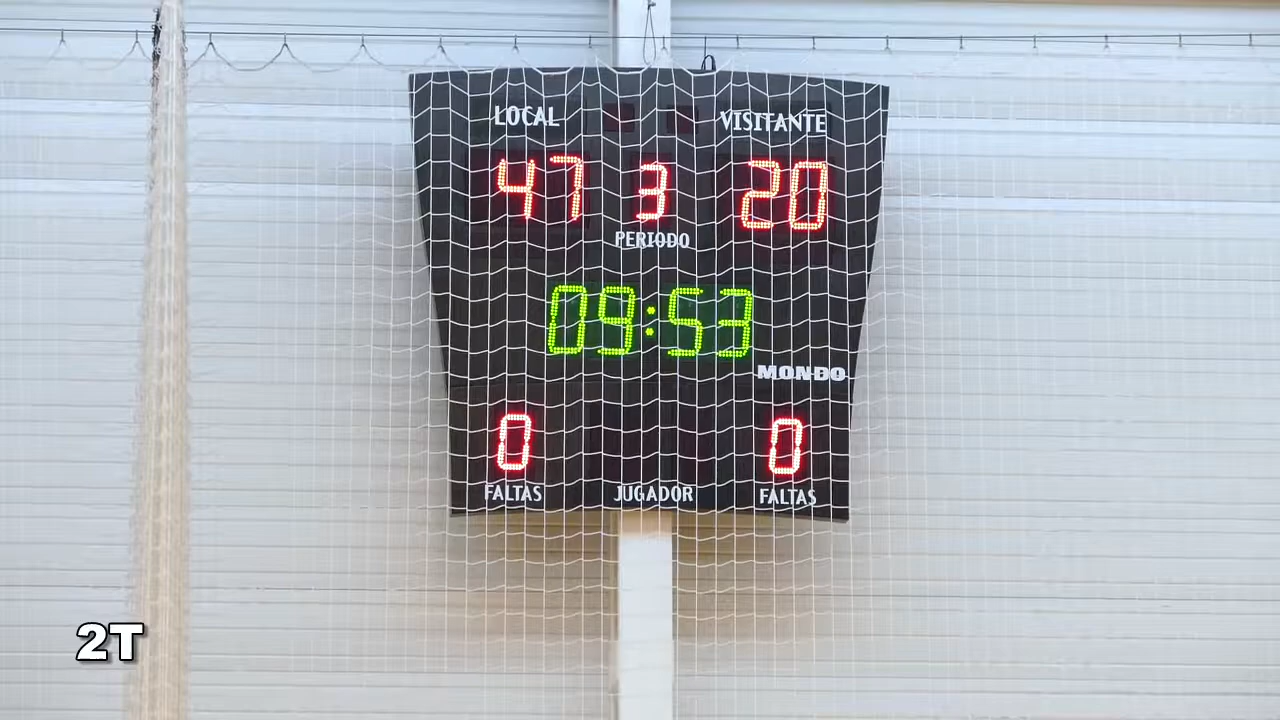 LOCAL VISITANTE
47 3 20
PERIODO
09:53
MONDO
0 0
FALTAS JUGADOR FALTAS
2T